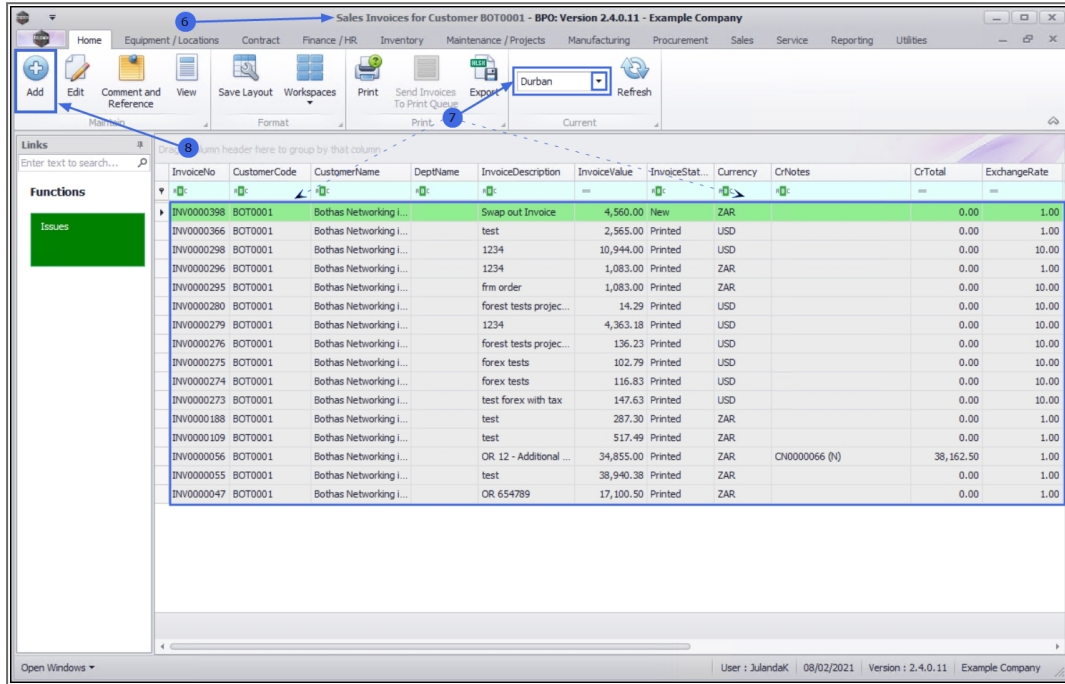 Sales Invoices for Customer BOT0001 - BPO: Version 2.4.0.11 - Example Company
6
Home Equipment / Locations Contract Finance / HR Inventory Maintenance / Projects Manufacturing Procurement Sales Service Reporting Utilities
Add Edit Comment and Reference View Save Layout Workspaces Print Send Invoices To Print Queue Export Durban Refresh
Maintain Format Print Current
7
8
Links
Enter text to search...
Functions
Issues
Drag column header here to group by that column
InvoiceNo CustomerCode CustomerName DeptName InvoiceDescription InvoiceValue InvoiceStat... Currency CrNotes CrTotal ExchangeRate
INV0000398 BOT0001 Bothas Networking i... Swap out Invoice 4,560.00 New ZAR 0.00 1.00
INV0000366 BOT0001 Bothas Networking i... test 2,565.00 Printed USD 0.00 1.00
INV0000298 BOT0001 Bothas Networking i... 1234 10,944.00 Printed USD 0.00 10.00
INV0000296 BOT0001 Bothas Networking i... 1234 1,083.00 Printed ZAR 0.00 1.00
INV0000295 BOT0001 Bothas Networking i... frm order 1,083.00 Printed ZAR 0.00 10.00
INV0000280 BOT0001 Bothas Networking i... forest tests projec... 14.29 Printed USD 0.00 10.00
INV0000279 BOT0001 Bothas Networking i... 1234 4,363.18 Printed USD 0.00 10.00
INV0000276 BOT0001 Bothas Networking i... forest tests projec... 136.23 Printed USD 0.00 10.00
INV0000275 BOT0001 Bothas Networking i... forex tests 102.79 Printed USD 0.00 10.00
INV0000274 BOT0001 Bothas Networking i... forex tests 116.83 Printed USD 0.00 10.00
INV0000273 BOT0001 Bothas Networking i... test forex with tax 147.63 Printed USD 0.00 10.00
INV0000188 BOT0001 Bothas Networking i... test 287.30 Printed ZAR 0.00 1.00
INV0000109 BOT0001 Bothas Networking i... test 517.49 Printed ZAR 0.00 1.00
INV0000056 BOT0001 Bothas Networking i... OR 12 - Additional ... 34,855.00 Printed ZAR CN0000066 (N) 38,162.50 1.00
INV0000055 BOT0001 Bothas Networking i... test 38,940.38 Printed ZAR 0.00 1.00
INV0000047 BOT0001 Bothas Networking i... OR 654789 17,100.50 Printed ZAR 0.00 1.00
Open Windows User : JulandaK 08/02/2021 Version : 2.4.0.11 Example Company